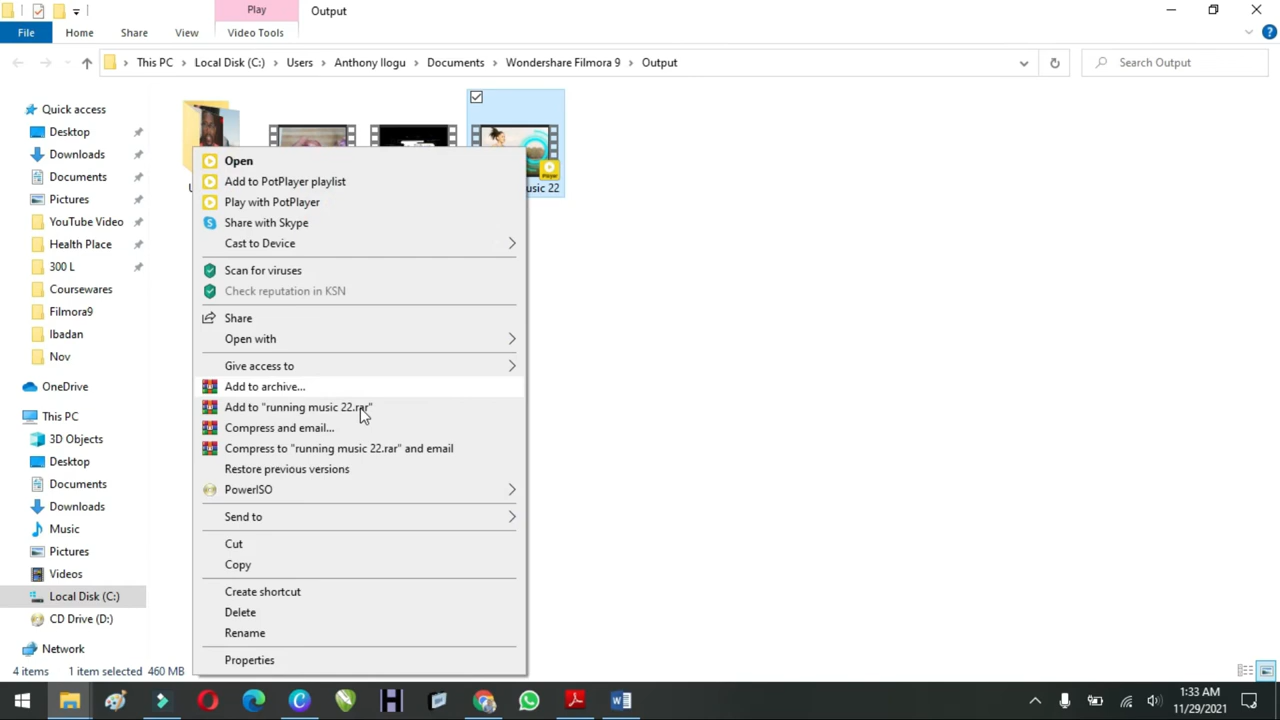 Play
Output
File
Home
Share
View
Video Tools
This PC
Local Disk (C:)
Users
Anthony Ilogu
Documents
Wondershare Filmora 9
Output
Search Output
Quick access
Desktop
Downloads
Documents
Pictures
YouTube Video
Health Place
300 L
Coursewares
Filmora9
Ibadan
Nov
OneDrive
This PC
3D Objects
Desktop
Documents
Downloads
Music
Pictures
Videos
Local Disk (C:)
CD Drive (D:)
Network
usic 22
Open
Add to PotPlayer playlist
Play with PotPlayer
Share with Skype
Cast to Device
Scan for viruses
Check reputation in KSN
Share
Open with
Give access to
Add to archive...
Add to "running music 22.rar"
Compress and email...
Compress to "running music 22.rar" and email
Restore previous versions
PowerISO
Send to
Cut
Copy
Create shortcut
Delete
Rename
Properties
4 items
1 item selected
460 MB
1:33 AM
11/29/2021